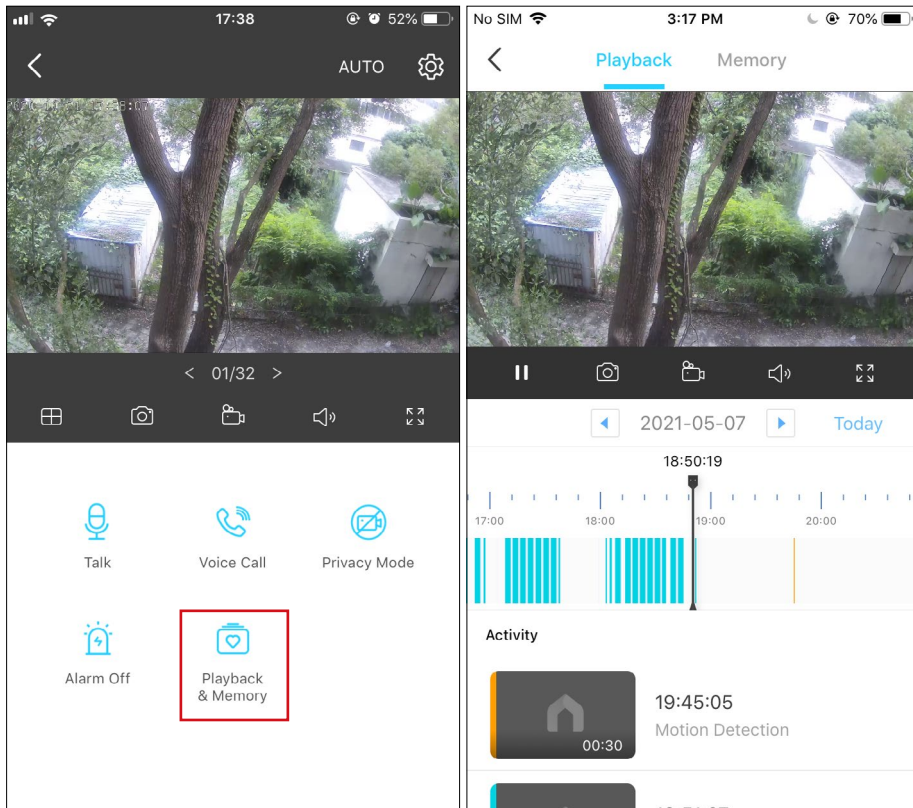 17:38
52%
AUTO
< 01/32 >
Talk
Voice Call
Privacy Mode
Alarm Off
Playback
& Memory
No SIM
3:17 PM
70%
Playback
Memory
2021-05-07
Today
18:50:19
17:00
18:00
19:00
20:00
Activity
00:30
19:45:05
Motion Detection